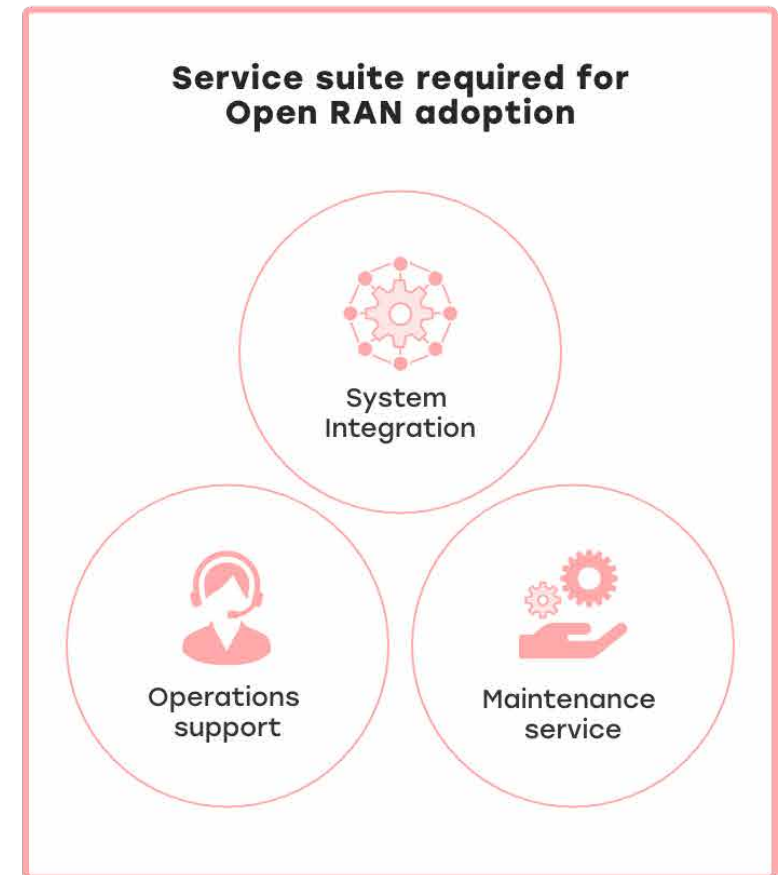 Service suite required for
Open RAN adoption
System
Integration
Operations
support
Maintenance
service